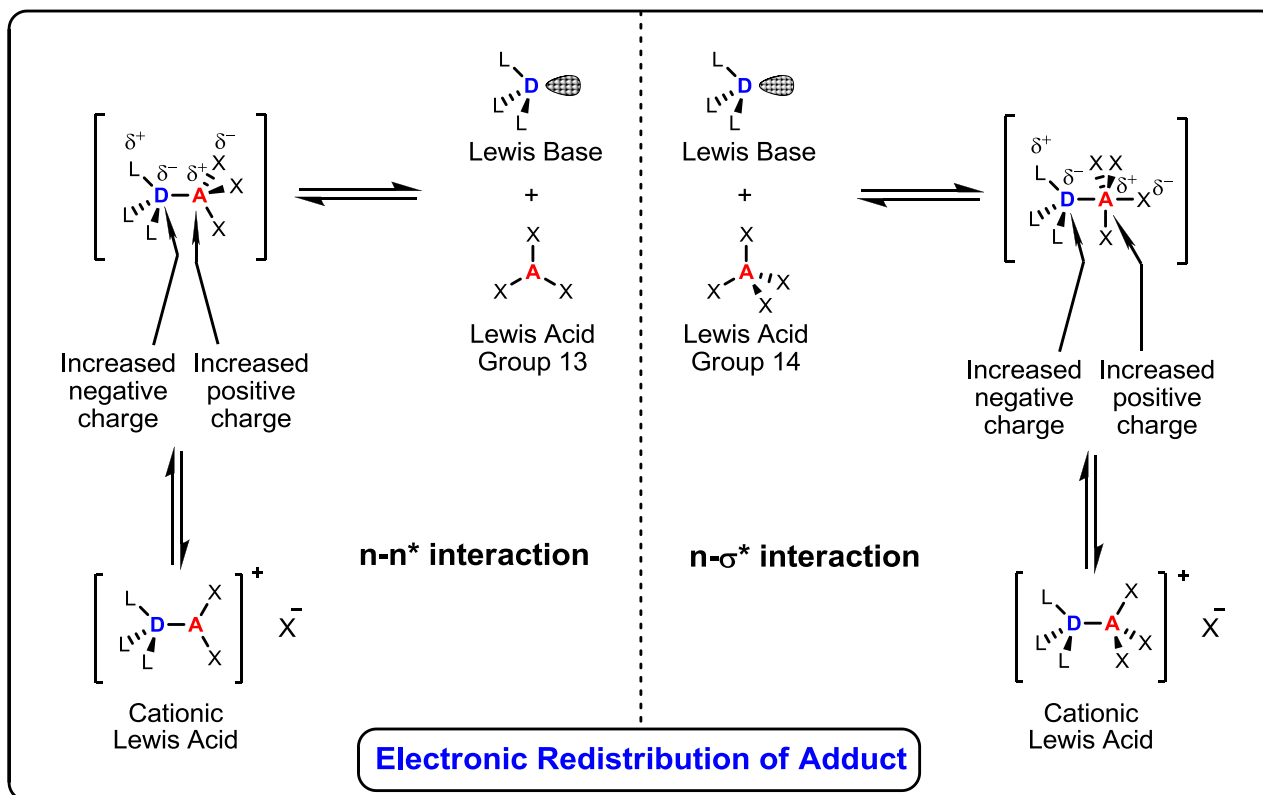 L
D
L
L
Lewis Base
+
X
A
X
X
Lewis Acid
Group 13
δ+
δ−
L
δ−
δ+
X
D
A
X
L
L
X
Increased
negative
charge
Increased
positive
charge
n-n* interaction
+
L
X
D
A
L
L
X
X−
Cationic
Lewis Acid
L
D
L
L
Lewis Base
+
X
A
X
X
X
Lewis Acid
Group 14
δ+
L
δ−
X
X
δ+
D
A
X
δ−
L
L
X
Increased
negative
charge
Increased
positive
charge
n-σ* interaction
+
L
X
D
A
L
L
X
X
X−
Cationic
Lewis Acid
Electronic Redistribution of Adduct